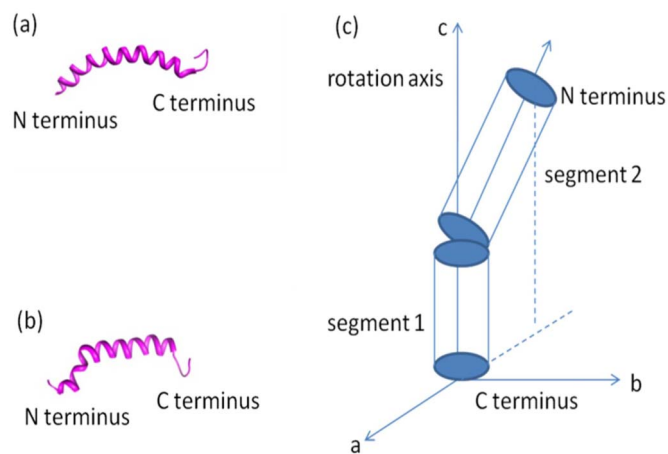 (a)
N terminus
C terminus
(b)
N terminus
C terminus
(c)
c
rotation axis
N terminus
segment 2
segment 1
C terminus
b
a